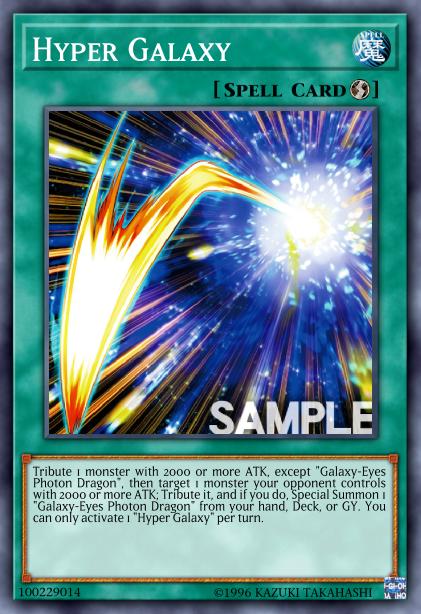 HYPER GALAXY
SPELL
魔
[SPELL CARD]
SAMPLE
Tribute 1 monster with 2000 or more ATK, except "Galaxy-Eyes
Photon Dragon", then target 1 monster your opponent controls
with 2000 or more ATK; Tribute it, and if you do, Special Summon 1
"Galaxy-Eyes Photon Dragon" from your hand, Deck, or GY. You
can only activate 1 "Hyper Galaxy" per turn.
100229014 ©1996 KAZUKI TAKAHASHI